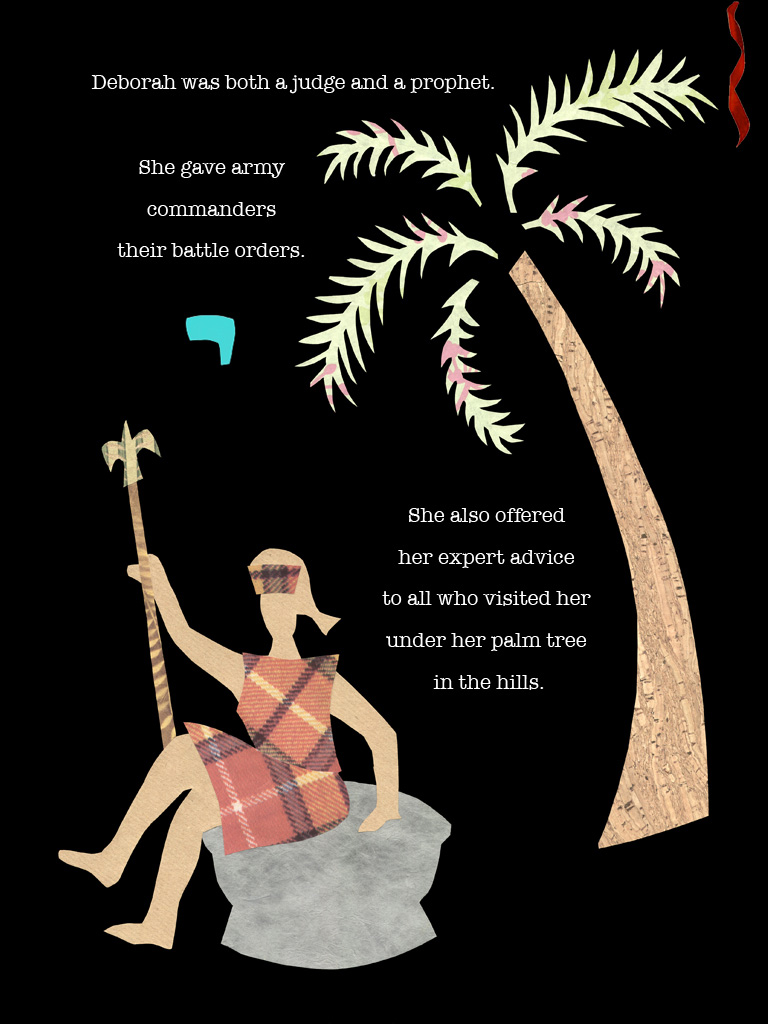 Deborah was both a judge and a prophet.
She gave army
commanders
their battle orders.
She also offered
her expert advice
to all who visited her
under her palm tree
in the hills.